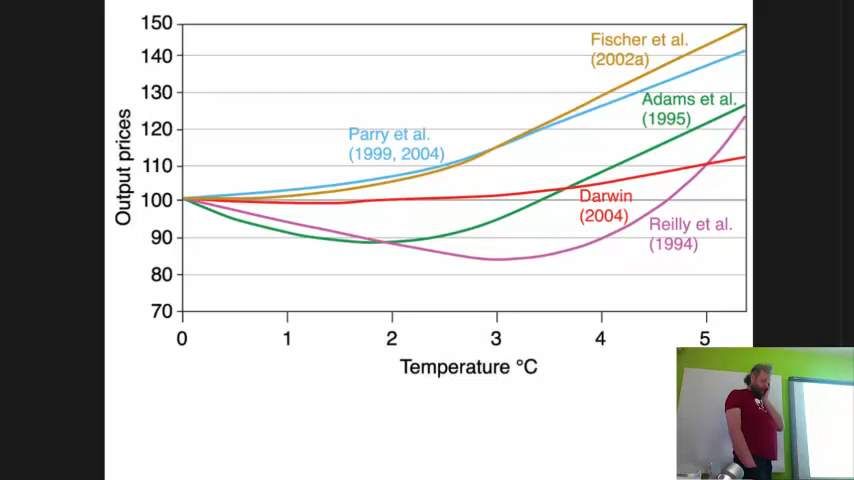 150
140
130
120
110
100
90
80
70
Output prices
Fischer et al.
(2002a)
Adams et al.
(1995)
Parry et al.
(1999, 2004)
Darwin
(2004)
Reilly et al.
(1994)
0 1 2 3 4 5
Temperature °C